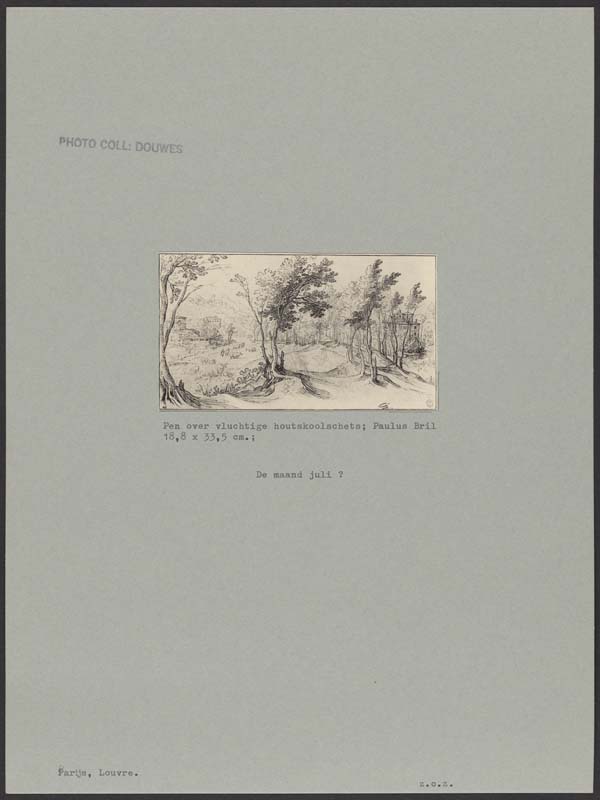 PHOTO COLL: DOUWES
Pen over vluchtige houtskoolschets; Paulus Bril
18,8 x 33,5 cm.;
De maand juli ?
Parijs, Louvre.
z.o.z.